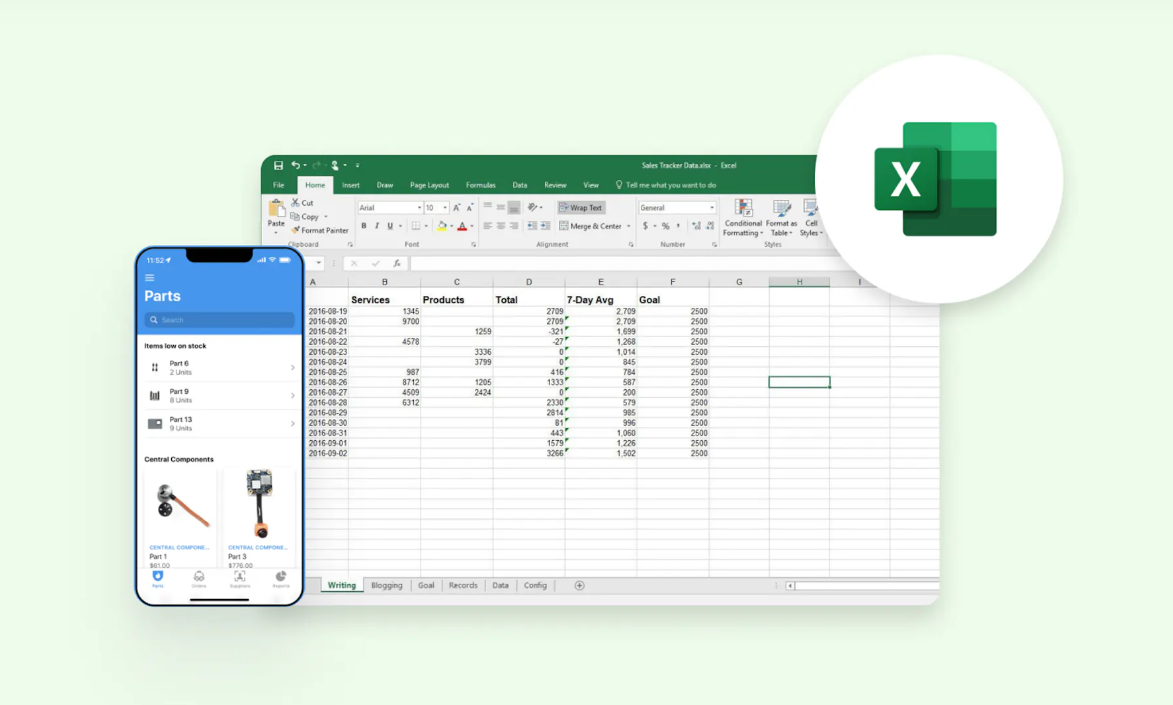 Sales Tracker Data.xlsx - Excel
File Home Insert Draw Page Layout Formulas Data Review View Tell me what you want to do
Paste
Cut
Copy
Format Painter
Clipboard
Arial 10
B I U
Font
Wrap Text
Merge & Center
Alignment
General
$ %
Number
Conditional Formatting
Format as Table
Cell Styles
Styles
X
fx
A B C D E F G H I
Services Products Total 7-Day Avg Goal
2016-08-19 1345 2709 2,709 2500
2016-08-20 9700 2709 2,709 2500
2016-08-21 1259 -321 1,699 2500
2016-08-22 4578 -27 1,268 2500
2016-08-23 3336 0 1,014 2500
2016-08-24 3799 0 845 2500
2016-08-25 987 416 784 2500
2016-08-26 8712 1205 1333 587 2500
2016-08-27 4509 2424 0 200 2500
2016-08-28 6312 2330 579 2500
2016-08-29 2814 985 2500
2016-08-30 81 996 2500
2016-08-31 443 1,060 2500
2016-09-01 1579 1,226 2500
2016-09-02 3266 1,502 2500
Writing Blogging Goal Records Data Config
11:52
Parts
Search
Items low on stock
Part 6
2 Units
Part 9
8 Units
Part 13
9 Units
Central Components
CENTRAL COMPONE... CENTRAL COMPONE...
Part 1 Part 3
$61.00 $776.00
Parts Orders Suppliers Reports